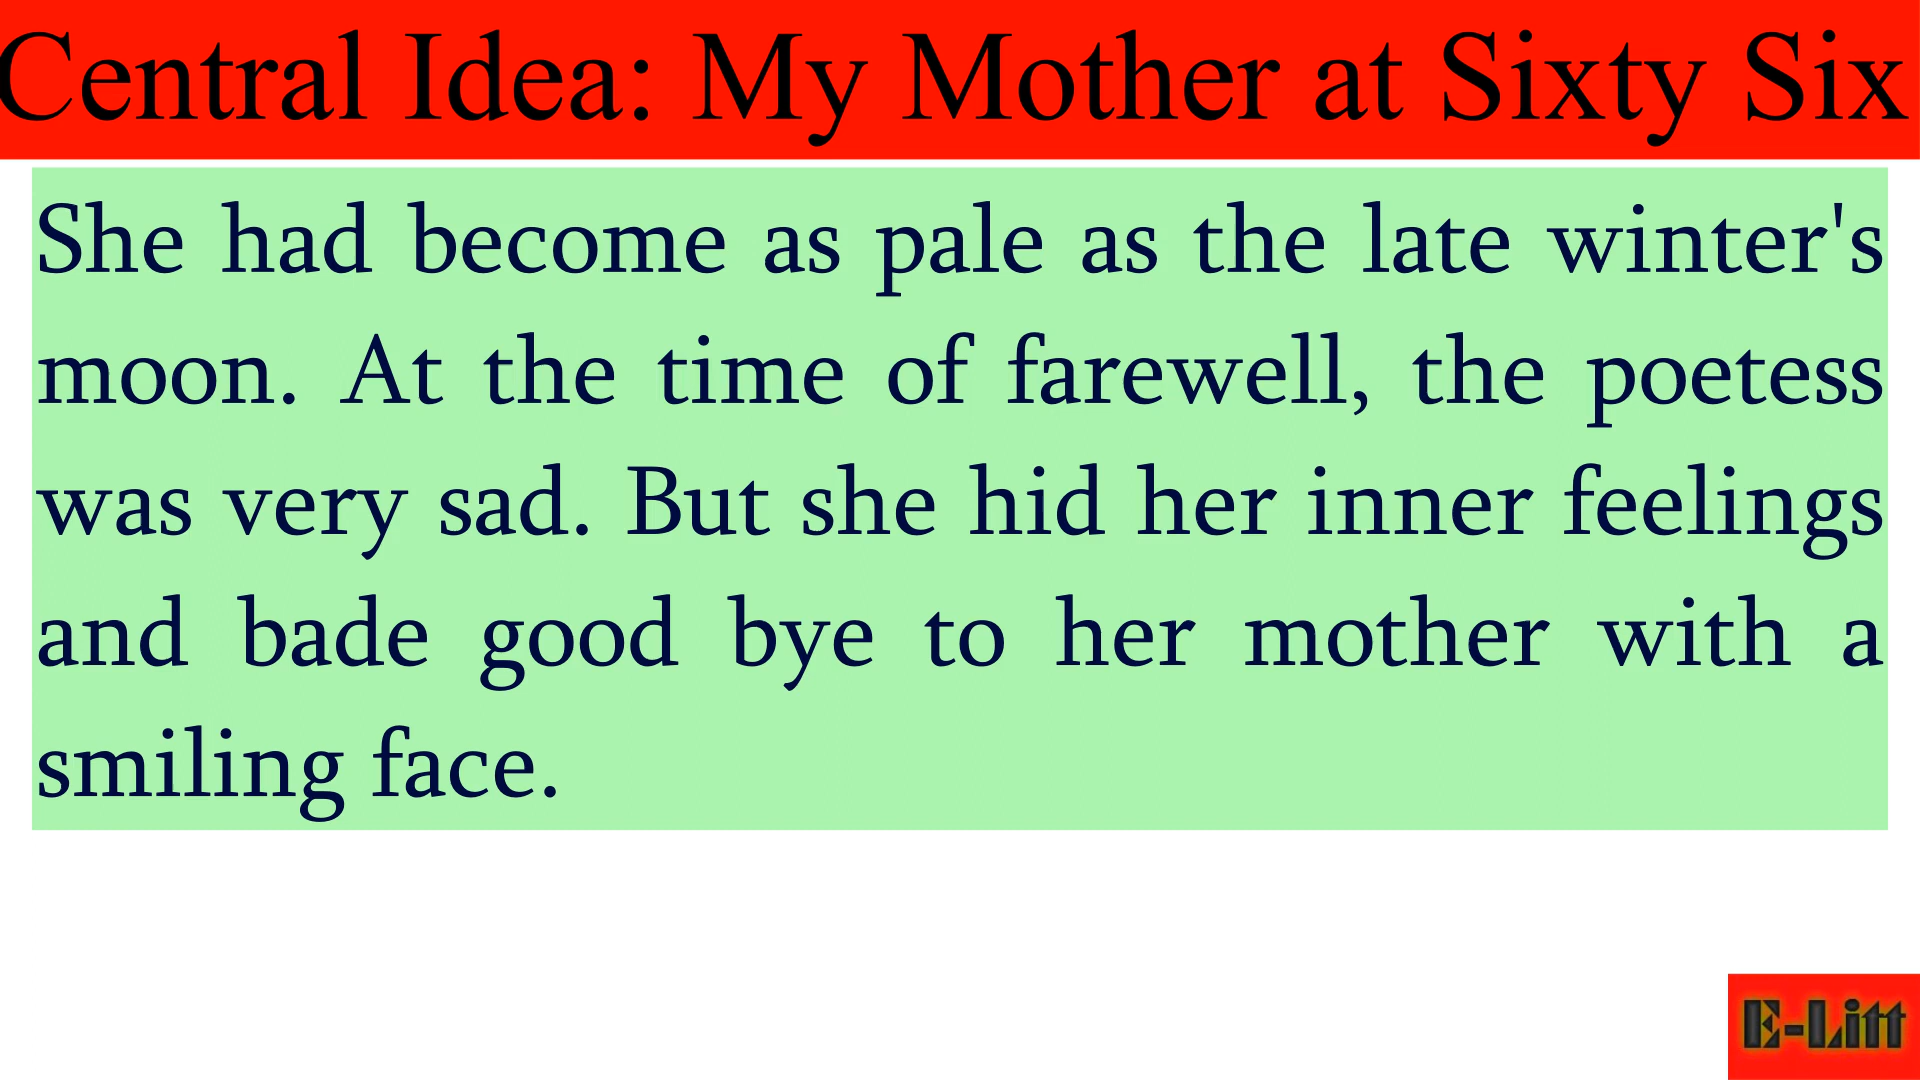 Central Idea: My Mother at Sixty Six
She had become as pale as the late winter's
moon. At the time of farewell, the poetess
was very sad. But she hid her inner feelings
and bade good bye to her mother with a
smiling face.
E-Litt